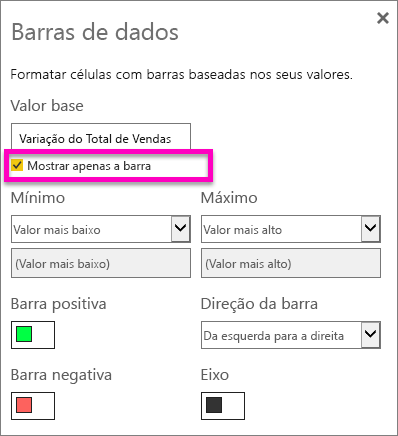 Barras de dados
Formatar células com barras baseadas nos seus valores.
Valor base
Variação do Total de Vendas
Mostrar apenas a barra
Mínimo
Máximo
Valor mais baixo
Valor mais alto
(Valor mais baixo)
(Valor mais alto)
Barra positiva
Direção da barra
Da esquerda para a direita
Barra negativa
Eixo